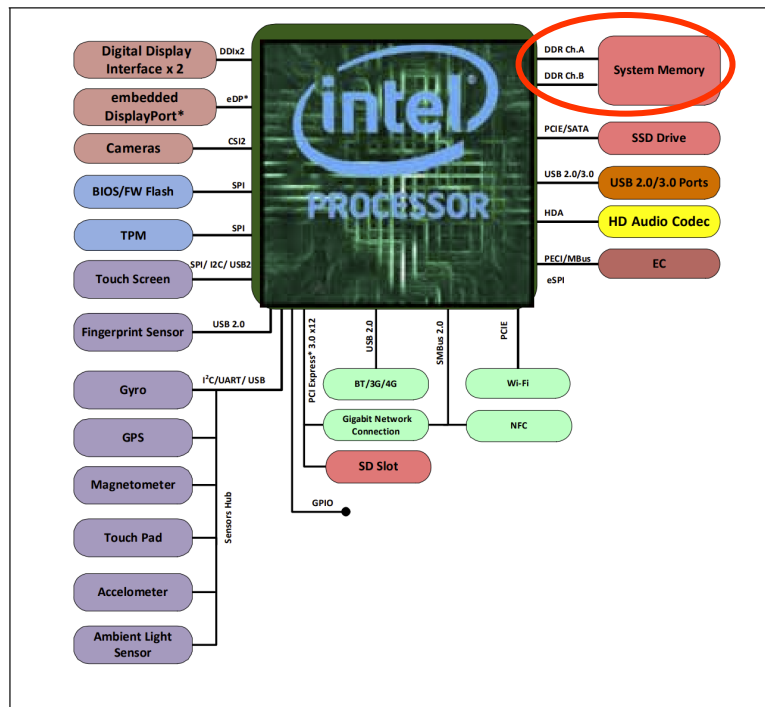 Digital Display
Interface x 2
DDIx2
embedded
DisplayPort*
eDP*
Cameras
CSI2
BIOS/FW Flash
SPI
TPM
SPI
Touch Screen
SPI/ I2C/ USB2
Fingerprint Sensor
USB 2.0
Gyro
I²C/UART/ USB
GPS
Magnetometer
Touch Pad
Accelometer
Ambient Light
Sensor
Sensors Hub
intel
PROCESSOR
DDR Ch.A
DDR Ch.B
System Memory
PCIE/SATA
SSD Drive
USB 2.0/3.0
USB 2.0/3.0 Ports
HDA
HD Audio Codec
PECI/MBus
eSPI
EC
PCI Express* 3.0 x12
USB 2.0
SMBus 2.0
PCIE
BT/3G/4G
Wi-Fi
Gigabit Network
Connection
NFC
SD Slot
GPIO